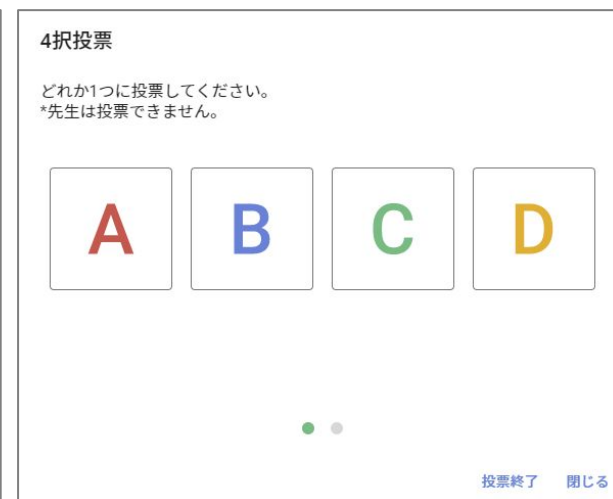 4択投票
どれか1つに投票してください。
*先生は投票できません。
A B C D
投票終了 閉じる